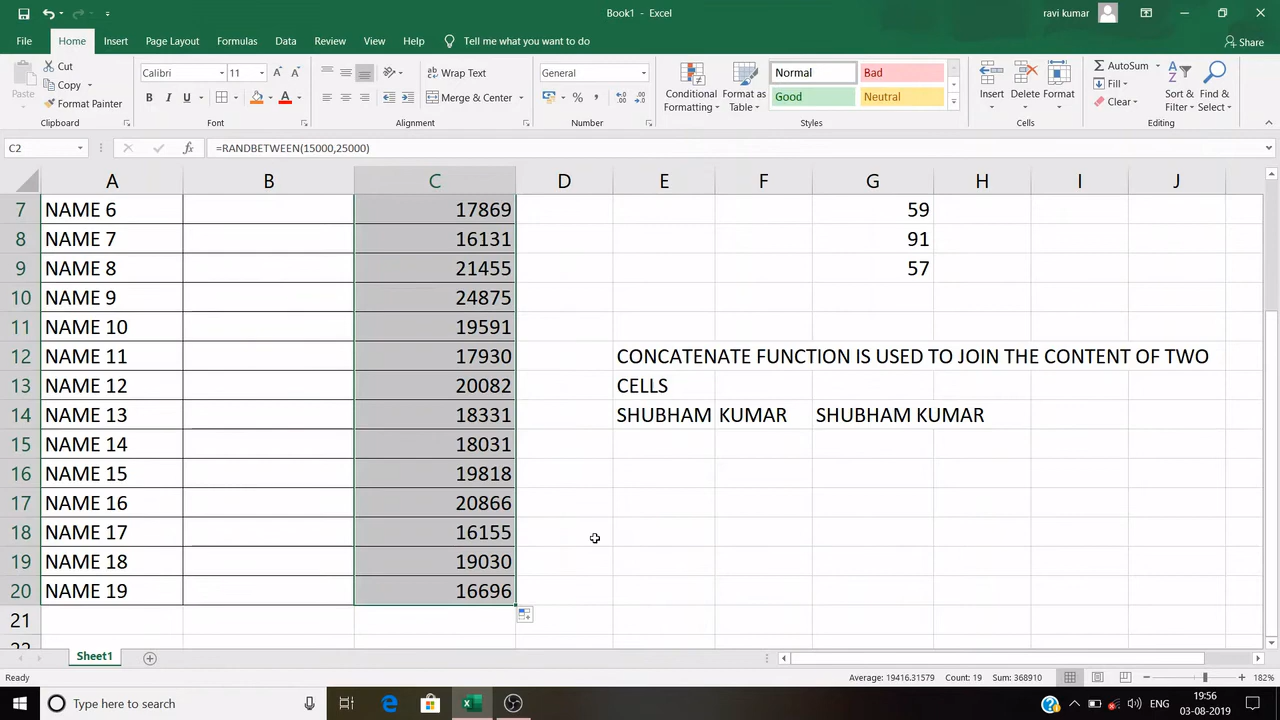 Book1 - Excel
ravi kumar
File Home Insert Page Layout Formulas Data Review View Help Tell me what you want to do Share
Paste
Cut
Copy
Format Painter
Clipboard
Calibri 11
B I U
Font
Wrap Text
Merge & Center
Alignment
General
%
Number
Conditional Formatting
Format as Table
Normal Bad
Good Neutral
Styles
Insert Delete Format
Cells
AutoSum
Fill
Clear
Sort & Filter
Find & Select
Editing
C2 fx =RANDBETWEEN(15000,25000)
A B C D E F G H I J
7 NAME 6 17869 59
8 NAME 7 16131 91
9 NAME 8 21455 57
10 NAME 9 24875
11 NAME 10 19591
12 NAME 11 17930 CONCATENATE FUNCTION IS USED TO JOIN THE CONTENT OF TWO
13 NAME 12 20082 CELLS
14 NAME 13 18331 SHUBHAM KUMAR SHUBHAM KUMAR
15 NAME 14 18031
16 NAME 15 19818
17 NAME 16 20866
18 NAME 17 16155
19 NAME 18 19030
20 NAME 19 16696
21
22
Sheet1
Ready Average: 19416.31579 Count: 19 Sum: 368910 182%
Type here to search
ENG
19:56
03-08-2019